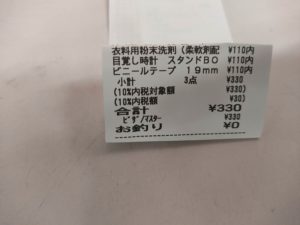 衣料用粉末洗剤（柔軟剤配 ¥110内
目覚し時計 スタンドBO ¥110内
ビニールテープ 19mm ¥110内
小計 3点 ¥330
(10%内税対象額 ¥330)
(10%内税額 ¥30)
合計 ¥330
ビザ/マスター ¥330
お釣り ¥0